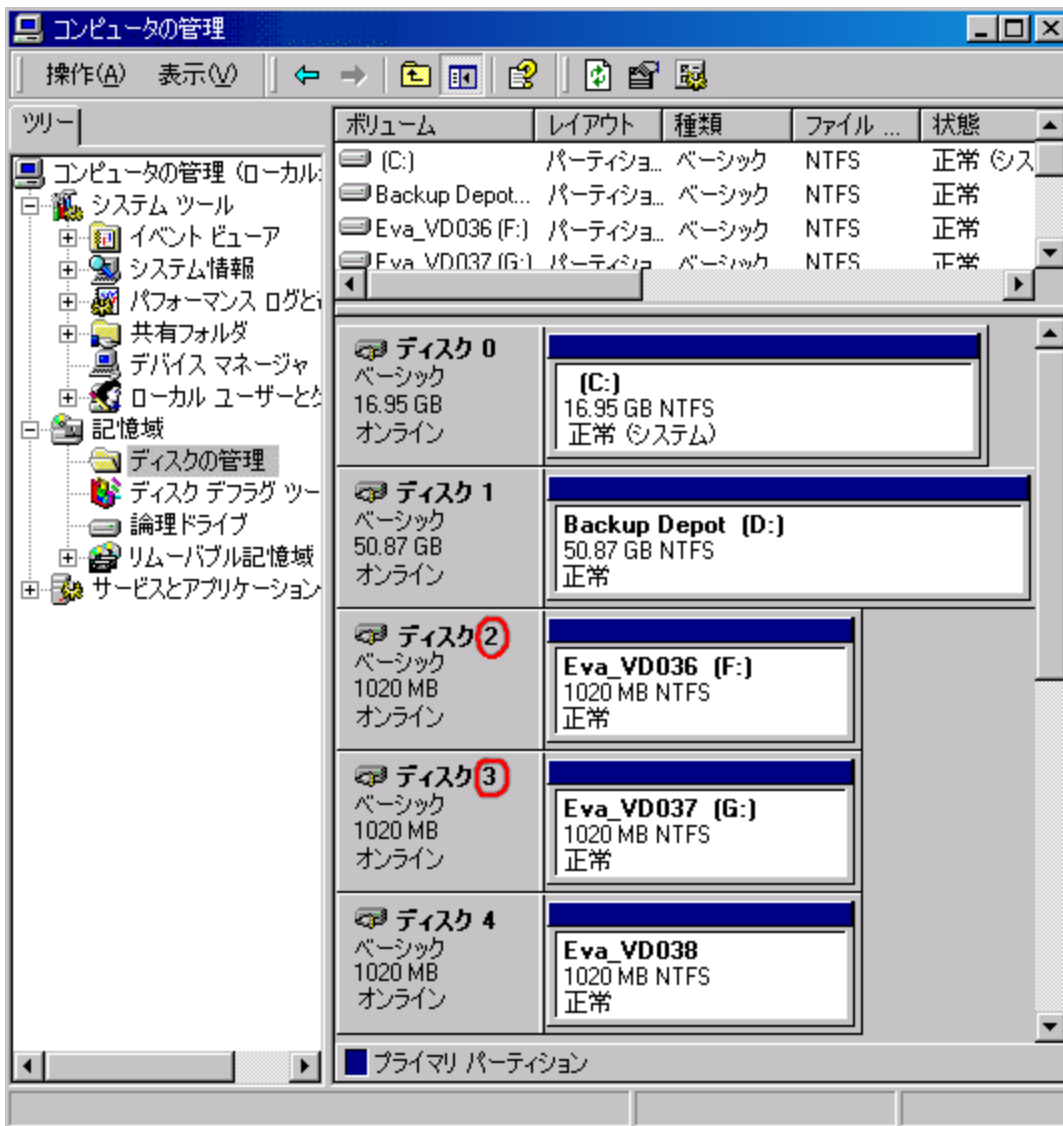 コンピュータの管理
操作(A) 表示(V)
ツリー
コンピュータの管理 (ローカル
システム ツール
イベント ビューア
システム情報
パフォーマンス ログと
共有フォルダ
デバイス マネージャ
ローカル ユーザーと
記憶域
ディスクの管理
ディスク デフラグ ツー
論理ドライブ
リムーバブル記憶域
サービスとアプリケーション
ボリューム レイアウト 種類 ファイル ... 状態
(C:) パーティショ... ベーシック NTFS 正常 (シス
Backup Depot... パーティショ... ベーシック NTFS 正常
Eva_VD036 (F:) パーティショ... ベーシック NTFS 正常
Eva_VD037 (G:) パーティショ ベーシック NTFS 正常
ディスク 0
ベーシック
16.95 GB
オンライン
(C:)
16.95 GB NTFS
正常 (システム)
ディスク 1
ベーシック
50.87 GB
オンライン
Backup Depot (D:)
50.87 GB NTFS
正常
ディスク 2
ベーシック
1020 MB
オンライン
Eva_VD036 (F:)
1020 MB NTFS
正常
ディスク 3
ベーシック
1020 MB
オンライン
Eva_VD037 (G:)
1020 MB NTFS
正常
ディスク 4
ベーシック
1020 MB
オンライン
Eva_VD038
1020 MB NTFS
正常
プライマリ パーティション